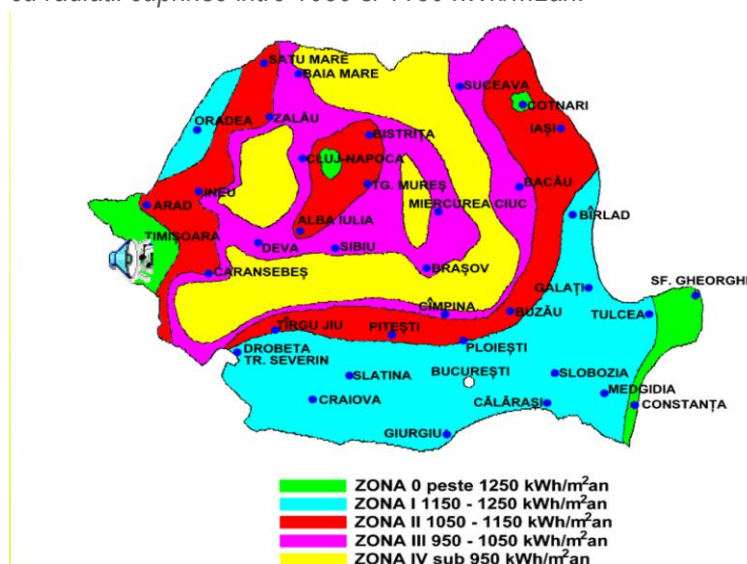 SATU MARE
BAIA MARE
SUCEAVA
COTNARI
ORADEA
ZALĂU
IAȘI
BISTRIȚA
CLUJ-NAPOCA
TG. MUREȘ
BACĂU
INEU
MIERCUREA CIUC
ARAD
BÎRLAD
ALBA IULIA
TIMIȘOARA
DEVA
SIBIU
BRAȘOV
CARANSEBEȘ
GALAȚI
SF. GHEORGHE
CÎMPINA
BUZĂU
TULCEA
TÎRGU JIU
PITEȘTI
PLOIEȘTI
DROBETA
TR. SEVERIN
BUCUREȘTI
SLOBOZIA
SLATINA
MEDGIDIA
CRAIOVA
CĂLĂRAȘI
CONSTANȚA
GIURGIU
ZONA 0 peste 1250 kWh/m²an
ZONA I 1150 - 1250 kWh/m²an
ZONA II 1050 - 1150 kWh/m²an
ZONA III 950 - 1050 kWh/m²an
ZONA IV sub 950 kWh/m²an